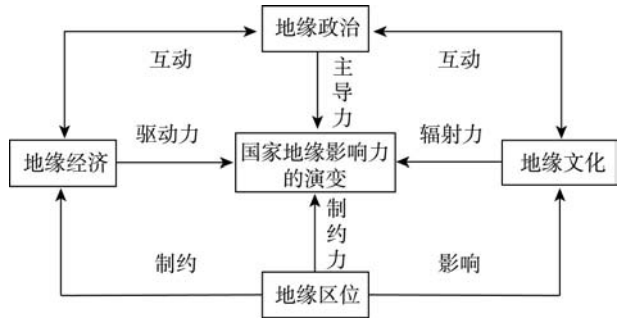 地缘政治
互动
主导力
互动
驱动力
辐射力
地缘经济
国家地缘影响力
的演变
地缘文化
制约力
制约
影响
地缘区位